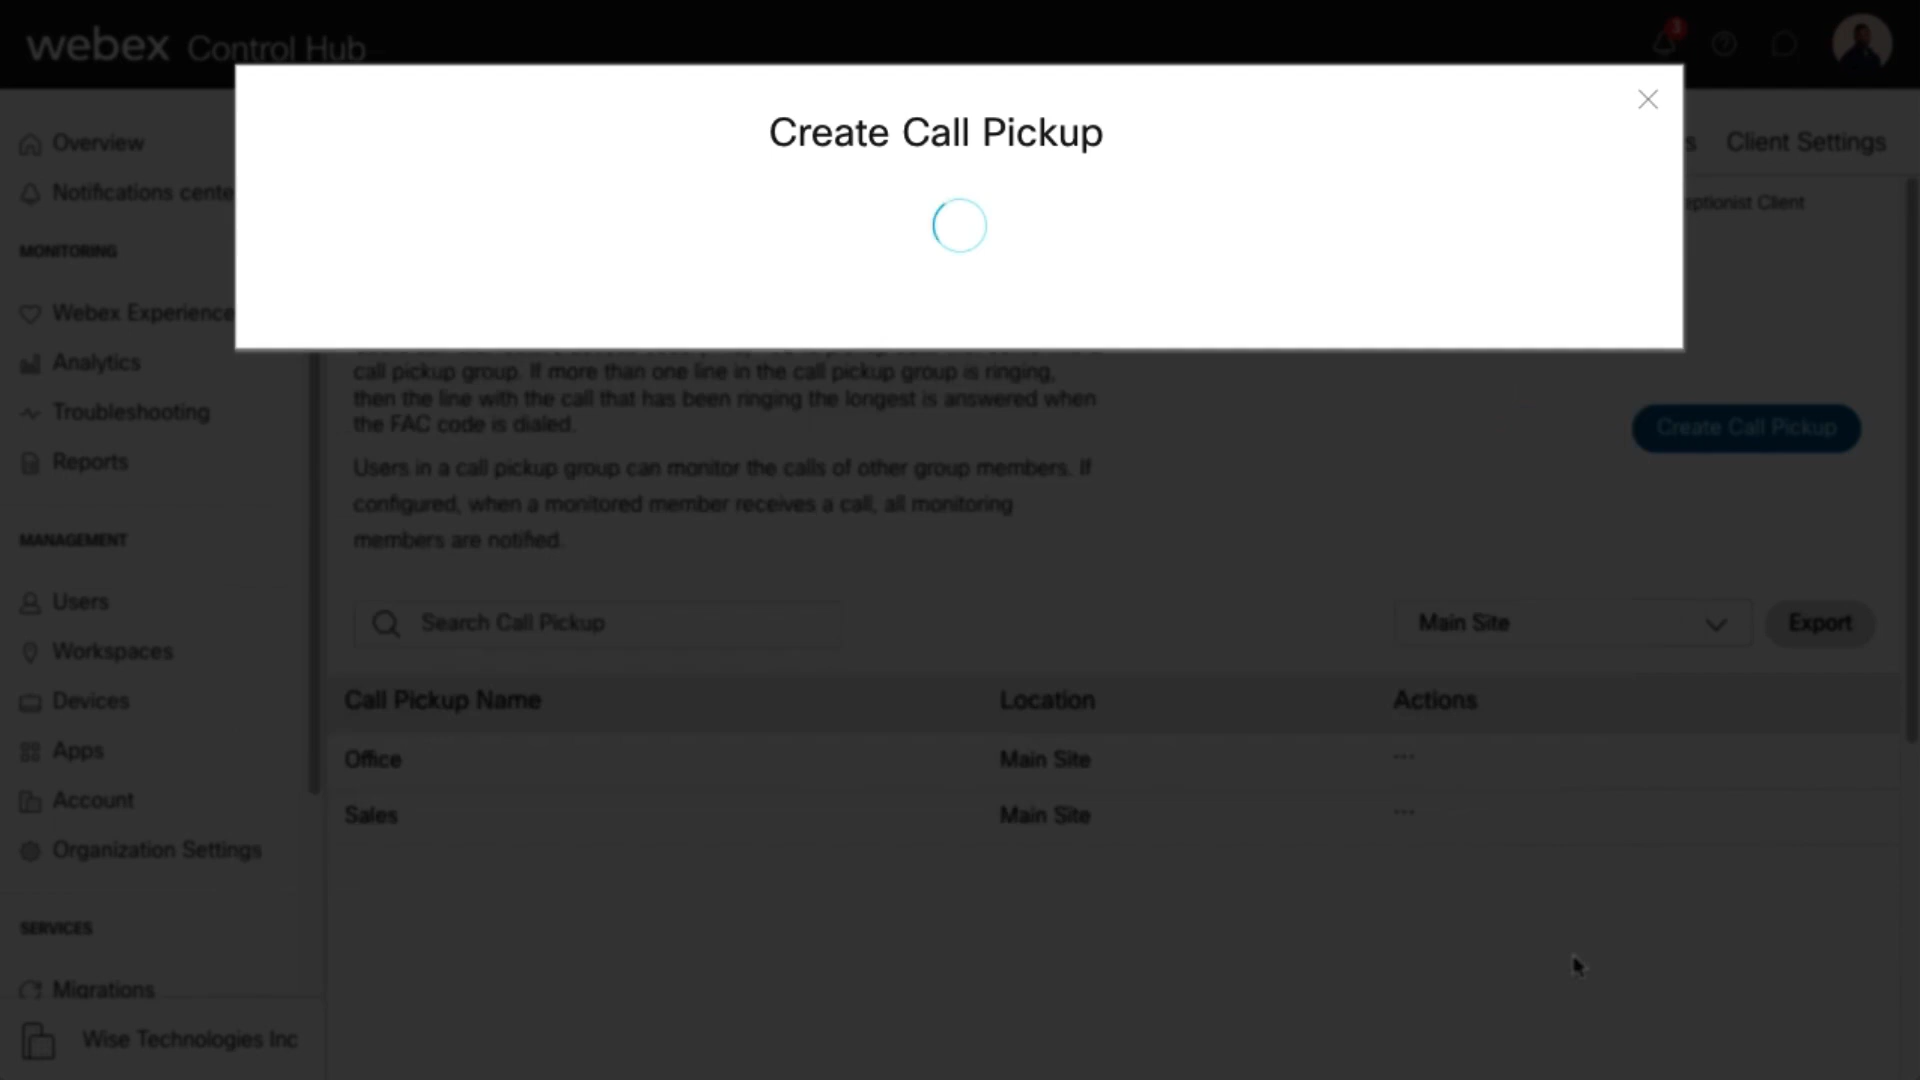 webex Control Hub
Create Call Pickup
Overview
Client Settings
Notifications cente
eptionist Client
MONITORING
Webex Experience
Analytics
call pickup group. If more than one line in the call pickup group is ringing,
then the line with the call that has been ringing the longest is answered when
the FAC code is dialed.
Troubleshooting
Create Call Pickup
Reports
Users in a call pickup group can monitor the calls of other group members. If
configured, when a monitored member receives a call, all monitoring
members are notified.
MANAGEMENT
Users
Search Call Pickup
Main Site
Export
Workspaces
Devices
Call Pickup Name Location Actions
Apps
Office Main Site ...
Account
Sales Main Site ...
Organization Settings
SERVICES
Migrations
Wise Technologies Inc